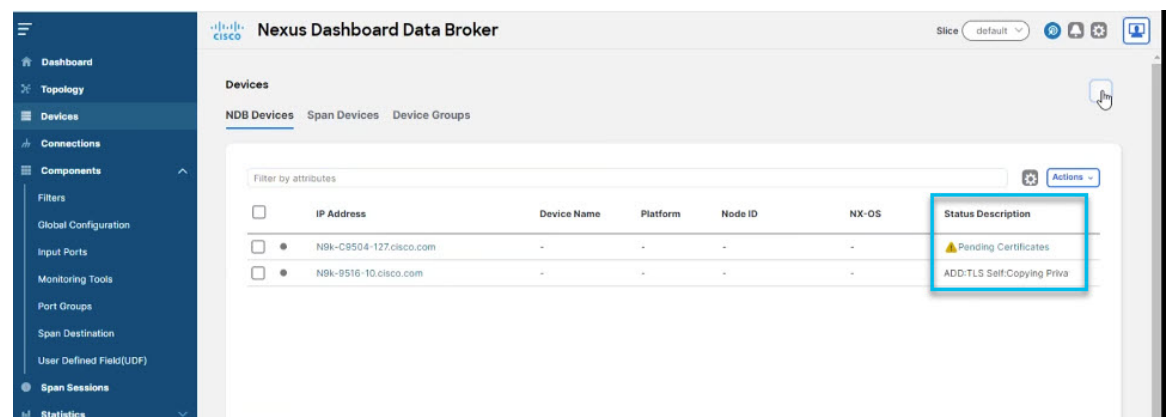 cisco Nexus Dashboard Data Broker Slice default
Dashboard
Topology
Devices
Connections
Components
Filters
Global Configuration
Input Ports
Monitoring Tools
Port Groups
Span Destination
User Defined Field(UDF)
Span Sessions
Statistics
Devices
NDB Devices Span Devices Device Groups
Filter by attributes Actions
IP Address Device Name Platform Node ID NX-OS Status Description
N9k-C9504-127.cisco.com - - - - Pending Certificates
N9k-9516-10.cisco.com - - - - ADD:TLS Self:Copying Priva